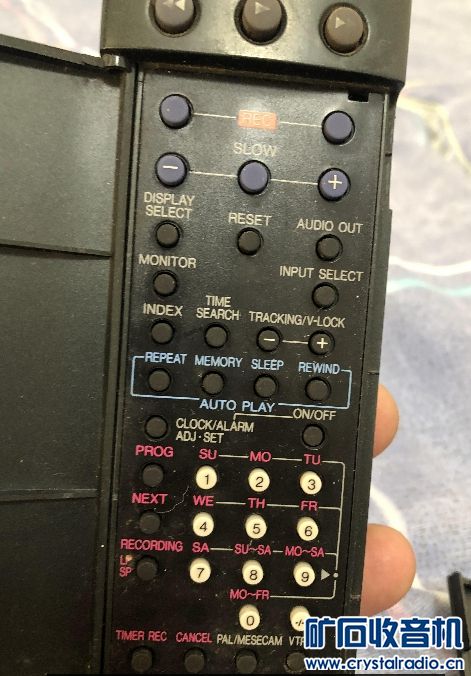 REC
SLOW
− +
DISPLAY SELECT
RESET
AUDIO OUT
MONITOR
INPUT SELECT
INDEX
TIME SEARCH
TRACKING/V-LOCK
− +
REPEAT MEMORY SLEEP REWIND
AUTO PLAY
CLOCK/ALARM ADJ·SET
ON/OFF
PROG
SU MO TU
1 2 3
NEXT
WE TH FR
4 5 6
RECORDING
LP
SP
SA SU~SA MO~SA
7 8 9
MO~FR
0 -/--
TIMER REC CANCEL PAL/MESECAM
矿石收音机
www.crystalradio.cn